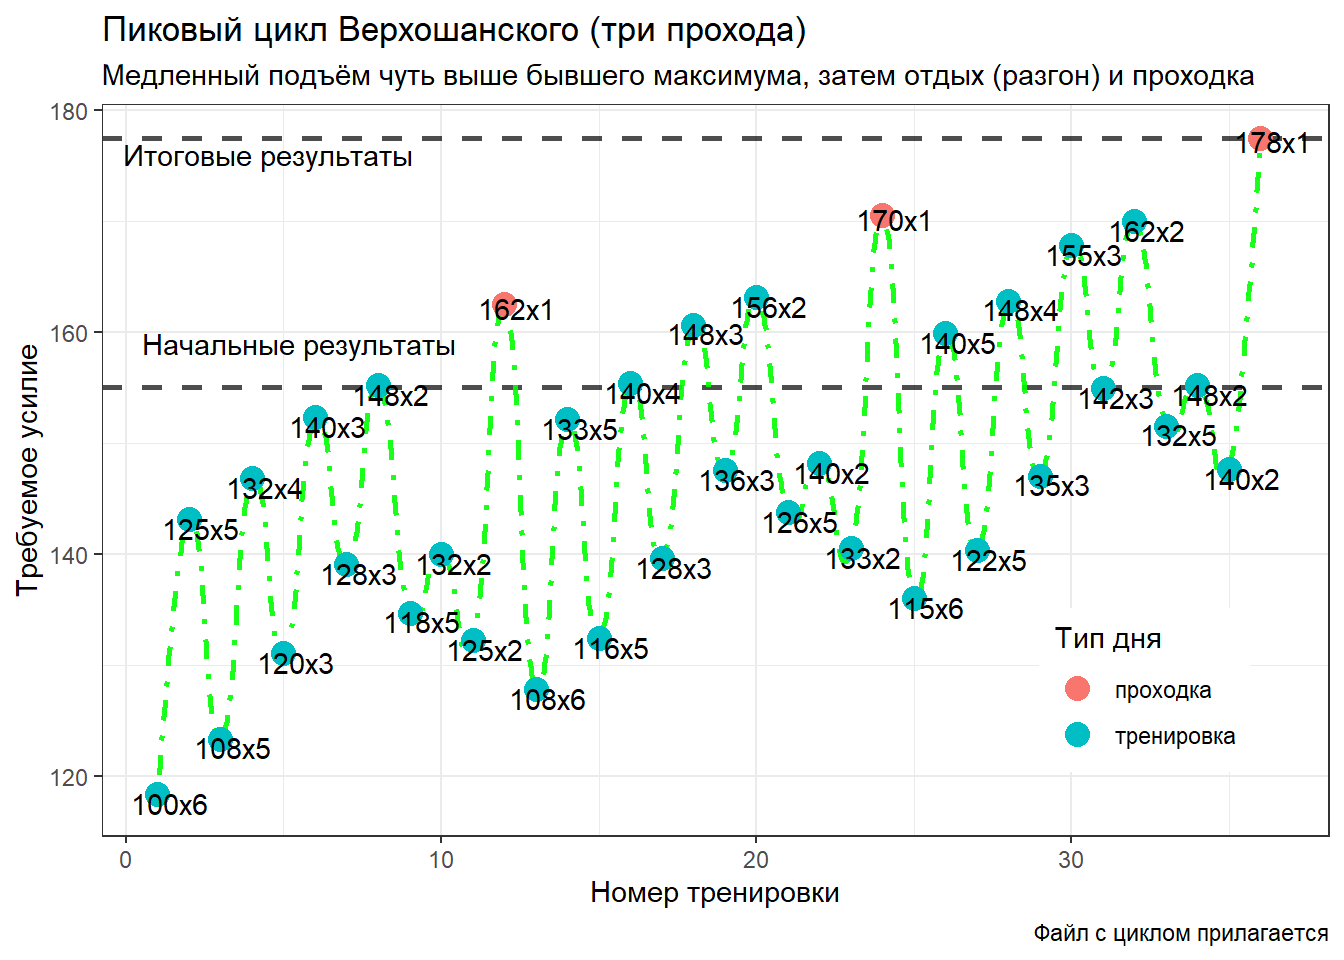 Пиковый цикл Верхошанского (три прохода)
Медленный подъём чуть выше бывшего максимума, затем отдых (разгон) и проходка
Требуемое усилие
180
160
140
120
Итоговые результаты
Начальные результаты
100x6
125x5
108x5
132x4
120x3
140x3
128x3
148x2
118x5
132x2
125x2
162x1
108x6
133x5
116x5
140x4
128x3
148x3
136x3
156x2
126x5
140x2
133x2
170x1
115x6
140x5
122x5
148x4
135x3
155x3
142x3
162x2
132x5
148x2
140x2
178x1
Тип дня
проходка
тренировка
0
10
20
30
Номер тренировки
Файл с циклом прилагается